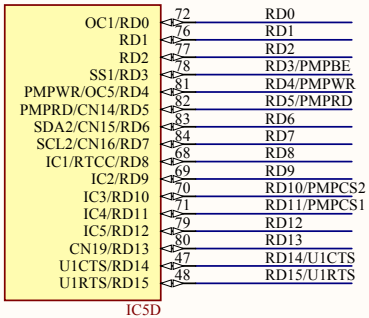 OC1/RD0 72 RD0
RD1 76 RD1
RD2 77 RD2
SS1/RD3 78 RD3/PMPBE
PMPWR/OC5/RD4 81 RD4/PMPWR
PMPRD/CN14/RD5 82 RD5/PMPRD
SDA2/CN15/RD6 83 RD6
SCL2/CN16/RD7 84 RD7
IC1/RTCC/RD8 68 RD8
IC2/RD9 69 RD9
IC3/RD10 70 RD10/PMPCS2
IC4/RD11 71 RD11/PMPCS1
IC5/RD12 79 RD12
CN19/RD13 80 RD13
U1CTS/RD14 47 RD14/U1CTS
U1RTS/RD15 48 RD15/U1RTS
IC5D